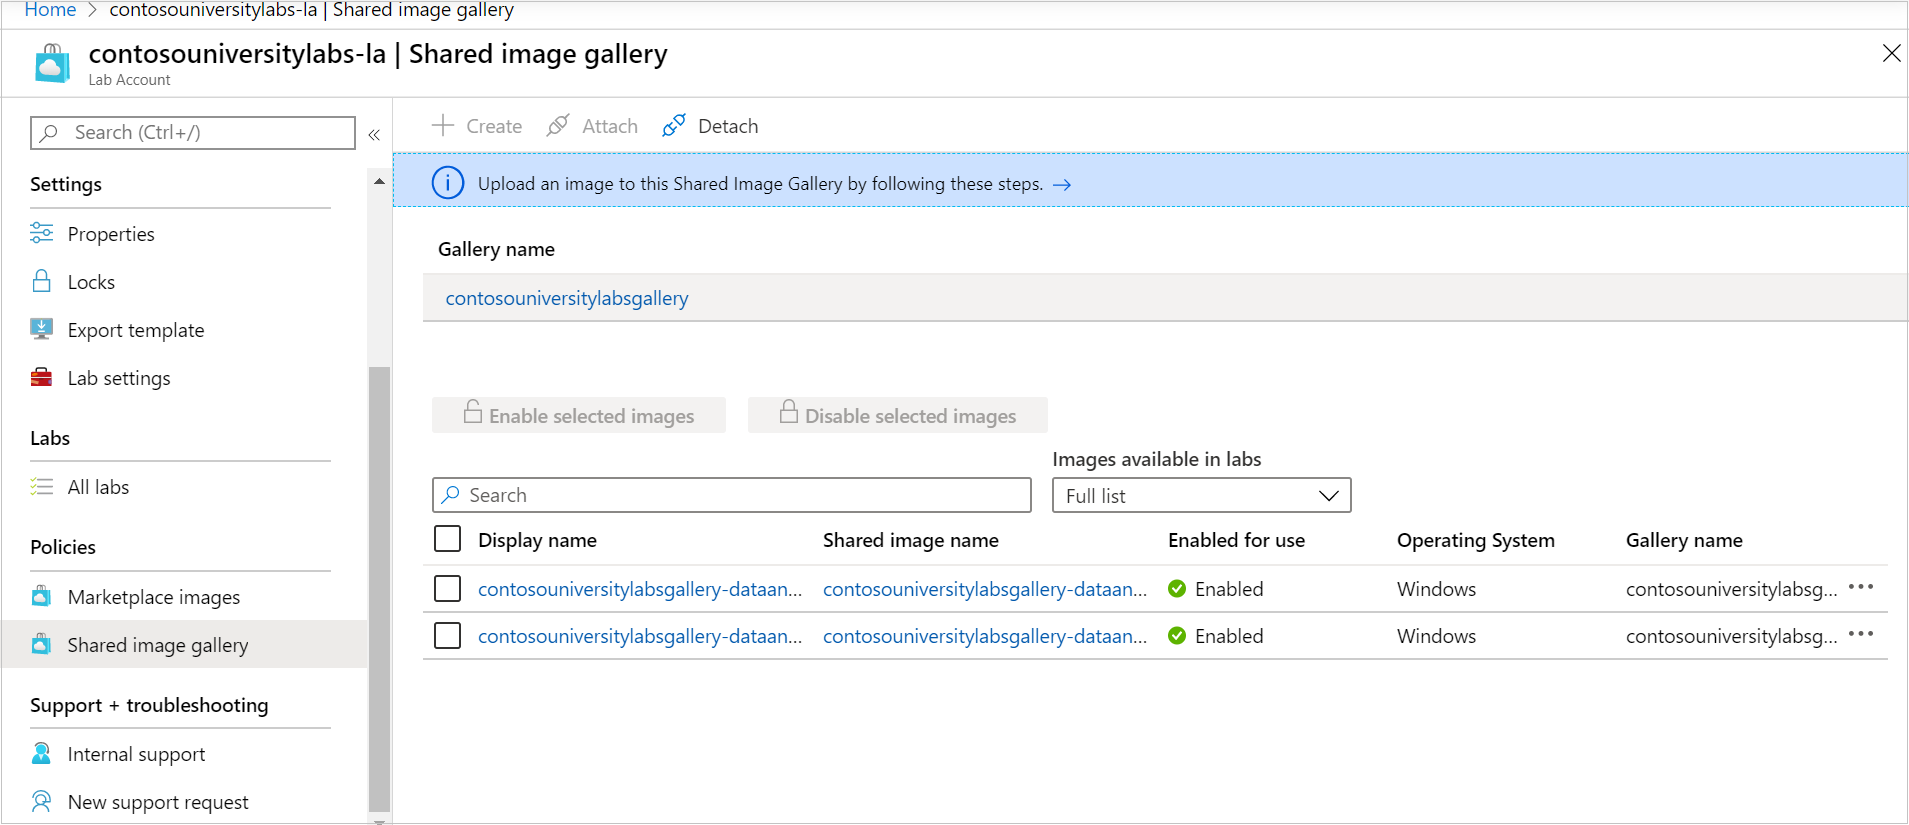 Home > contosouniversitylabs-la | Shared image gallery
contosouniversitylabs-la | Shared image gallery
Lab Account
Search (Ctrl+/)
«
Settings
Properties
Locks
Export template
Lab settings
Labs
All labs
Policies
Marketplace images
Shared image gallery
Support + troubleshooting
Internal support
New support request
Create Attach Detach
Upload an image to this Shared Image Gallery by following these steps. →
Gallery name
contosouniversitylabsgallery
Enable selected images Disable selected images
Images available in labs
Search Full list
Display name Shared image name Enabled for use Operating System Gallery name
contosouniversitylabsgallery-dataan... contosouniversitylabsgallery-dataan... Enabled Windows contosouniversitylabsg... ...
contosouniversitylabsgallery-dataan... contosouniversitylabsgallery-dataan... Enabled Windows contosouniversitylabsg... ...